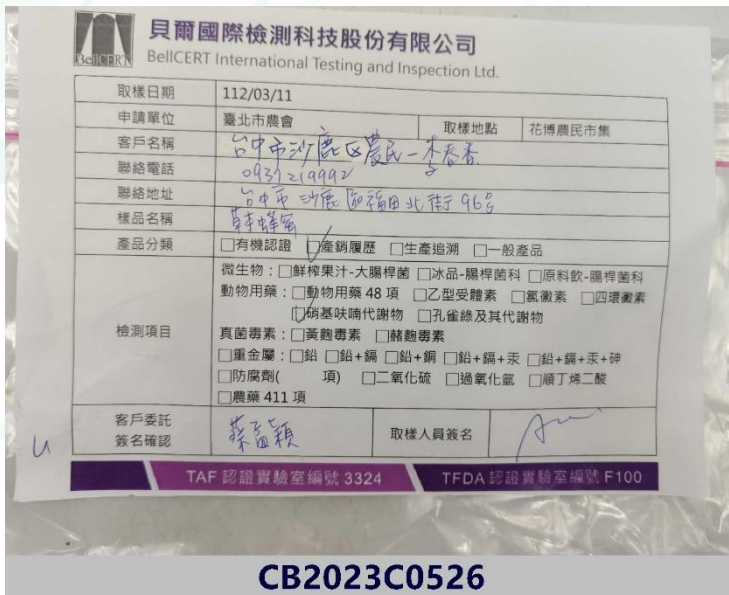 貝爾國際檢測科技股份有限公司
BellCERT
BellCERT International Testing and Inspection Ltd.
取樣日期 112/03/11
申請單位 臺北市農會 取樣地點 花博農民市集
客戶名稱 台中市沙鹿区農民-李香香
聯絡電話 0937219992
聯絡地址 台中市沙鹿區福田北街96号
樣品名稱 草本蜂蜜
產品分類 □有機認證 ☑產銷履歷 □生產追溯 □一般產品
檢測項目
微生物：□鮮榨果汁-大腸桿菌 □冰品-腸桿菌科 □原料飲-腸桿菌科
動物用藥：□動物用藥 48 項 □乙型受體素 □氯黴素 □四環黴素
☑硝基呋喃代謝物 □孔雀綠及其代謝物
真菌毒素：□黃麴毒素 □赭麴毒素
□重金屬：□鉛 □鉛+鎘 □鉛+銅 □鉛+鎘+汞 □鉛+鎘+汞+砷
□防腐劑( 項) □二氧化硫 □過氧化氫 □順丁烯二酸
□農藥 411 項
客戶委託
簽名確認 取樣人員簽名
TAF 認證實驗室編號 3324 TFDA 認證實驗室編號 F100
CB2023C0526